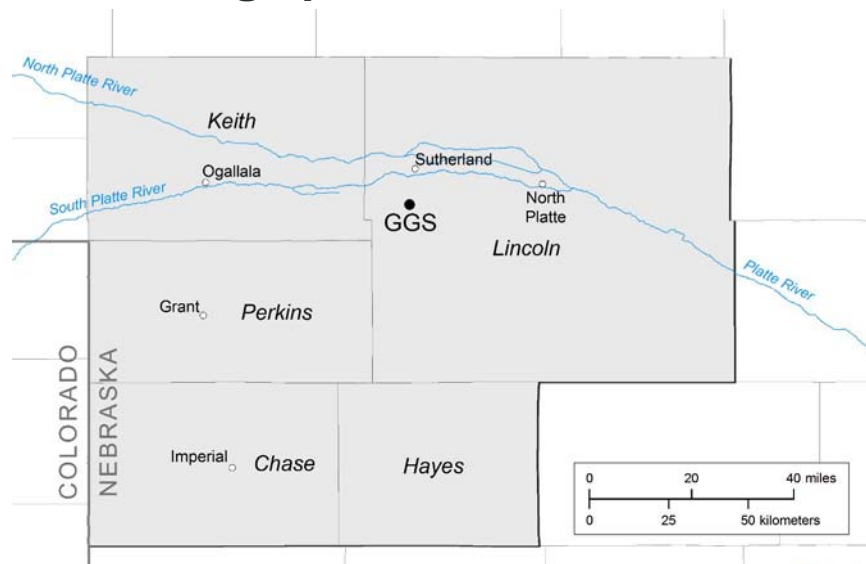 North Platte River
Keith
Ogallala
Sutherland
South Platte River
North
Platte
GGS
Lincoln
Platte River
Grant
Perkins
COLORADO
NEBRASKA
Imperial
Chase
Hayes
0 20 40 miles
0 25 50 kilometers